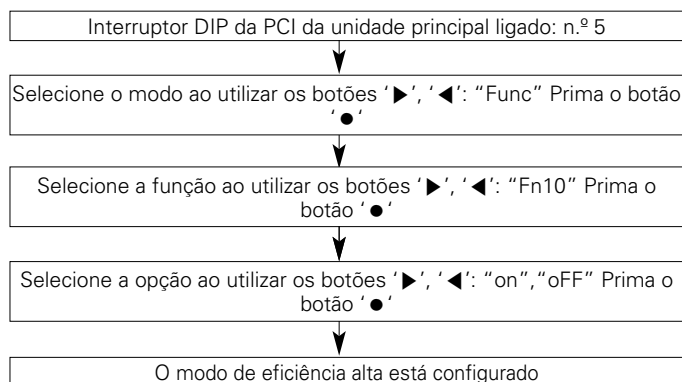 Interruptor DIP da PCI da unidade principal ligado: n.º 5
Selecione o modo ao utilizar os botões ‘▶’, ‘◀’: “Func” Prima o botão
‘●‘
Selecione a função ao utilizar os botões ‘▶’, ‘◀’: “Fn10” Prima o
botão ‘●‘
Selecione a opção ao utilizar os botões ‘▶’, ‘◀’: “on”,“oFF” Prima o
botão ‘●‘
O modo de eficiência alta está configurado